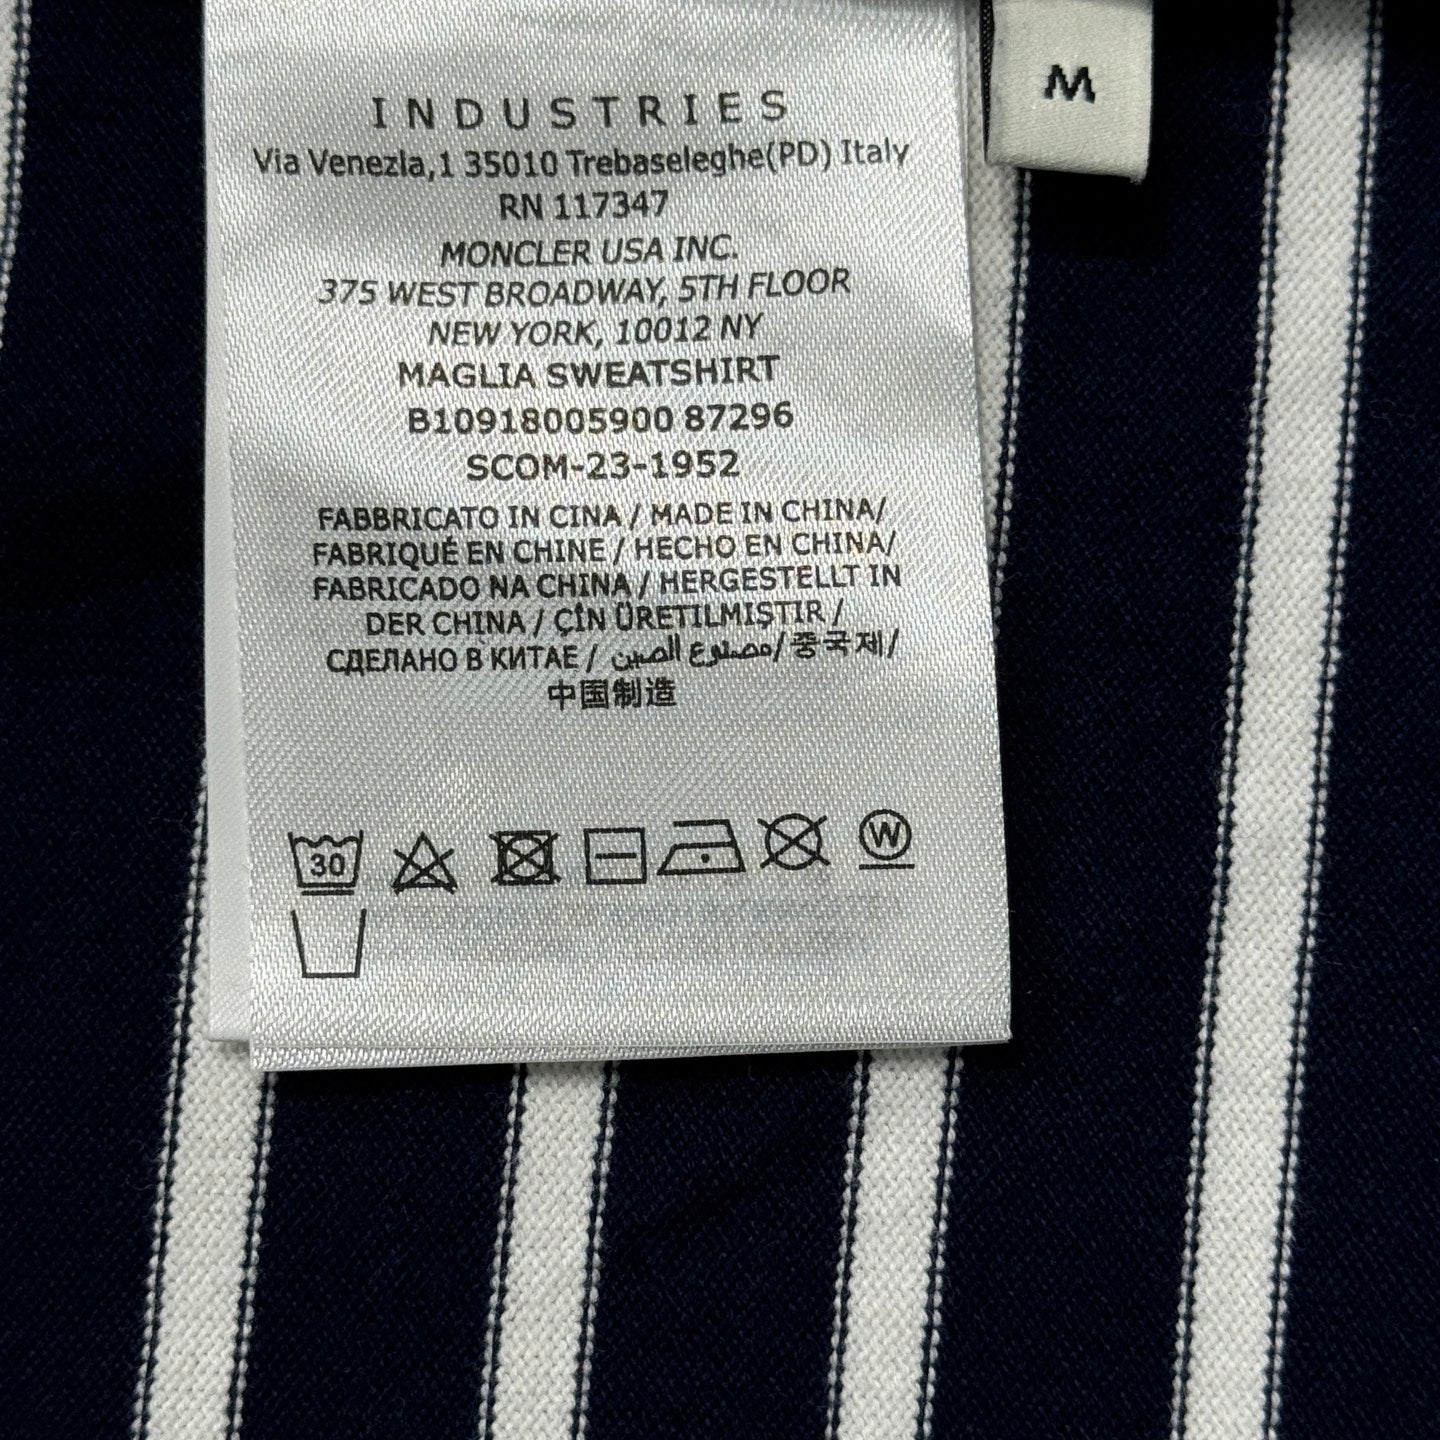 INDUSTRIES
M
Via Venezia,1 35010 Trebaseleghe(PD) Italy
RN 117347
MONCLER USA INC.
375 WEST BROADWAY, 5TH FLOOR
NEW YORK, 10012 NY
MAGLIA SWEATSHIRT
B10918005900 87296
SCOM-23-1952
FABBRICATO IN CINA / MADE IN CHINA/
FABRIQUÉ EN CHINE / HECHO EN CHINA/
FABRICADO NA CHINA / HERGESTELLT IN
DER CHINA / ÇİN ÜRETILMIŞTIR /
СДЕЛАНО В КИТАЕ / مصنوع الصين/중국제/
中国制造
30
W